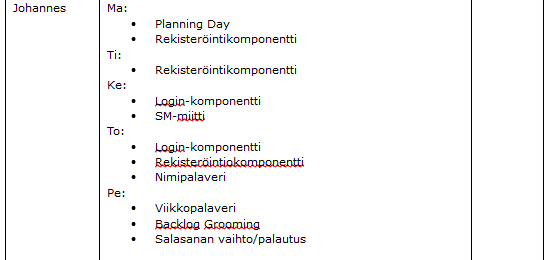 Johannes
Ma:
• Planning Day
• Rekisteröintikomponentti
Ti:
• Rekisteröintikomponentti
Ke:
• Login-komponentti
• SM-miitti
To:
• Login-komponentti
• Rekisteröintiokomponentti
• Nimipalaveri
Pe:
• Viikkopalaveri
• Backlog Grooming
• Salasanan vaihto/palautus